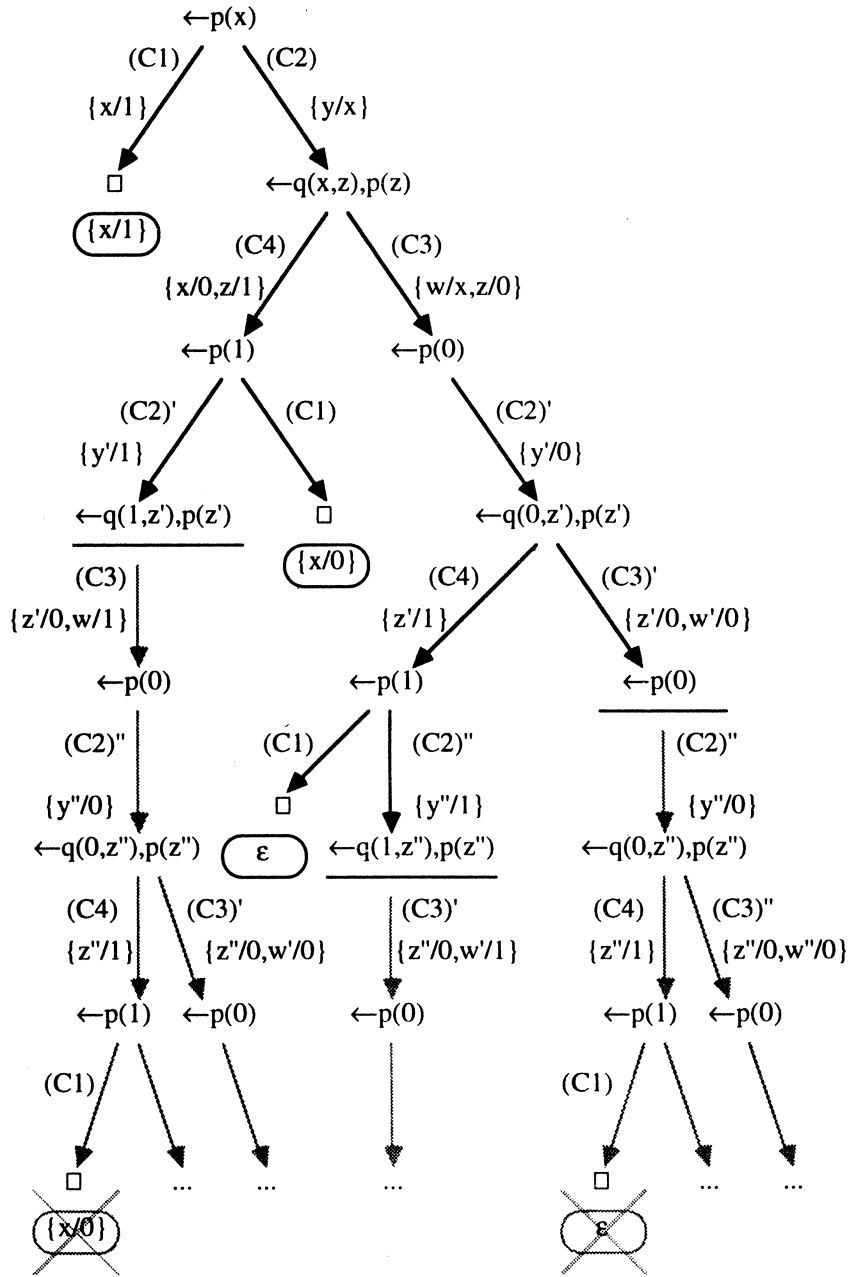 ←p(x)
(C1) (C2)
{x/1} {y/x}
□ ←q(x,z),p(z)
{x/1} (C4) (C3)
{x/0,z/1} {w/x,z/0}
←p(1) ←p(0)
(C2)' (C1) (C2)'
{y'/1} {y'/0}
←q(1,z'),p(z') □ ←q(0,z'),p(z')
{x/0}
(C3) (C4) (C3)'
{z'/0,w/1} {z'/1} {z'/0,w'/0}
←p(0) ←p(1) ←p(0)
(C2)" (C1) (C2)" (C2)"
{y"/0} □ {y"/1} {y"/0}
←q(0,z"),p(z") ε ←q(1,z"),p(z") ←q(0,z"),p(z")
(C4) (C3)' (C3)' (C4) (C3)"
{z"/1} {z"/0,w'/0} {z"/0,w'/1} {z"/1} {z"/0,w"/0}
←p(1) ←p(0) ←p(0) ←p(1) ←p(0)
(C1) (C1)
□ ... ... ... □ ... ...
{x/0} ε